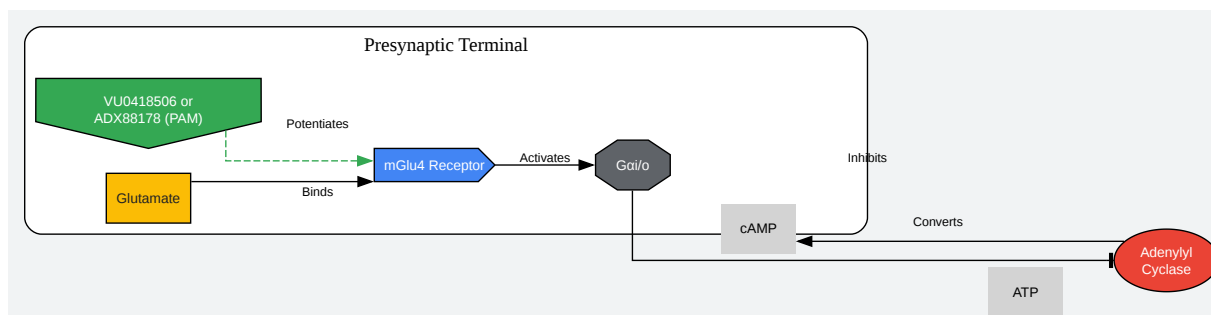 Presynaptic Terminal
VU0418506 or
ADX88178 (PAM)
Potentiates
mGlu4 Receptor
Activates
Gαi/o
Inhibits
Glutamate
Binds
cAMP
Converts
Adenylyl
Cyclase
ATP